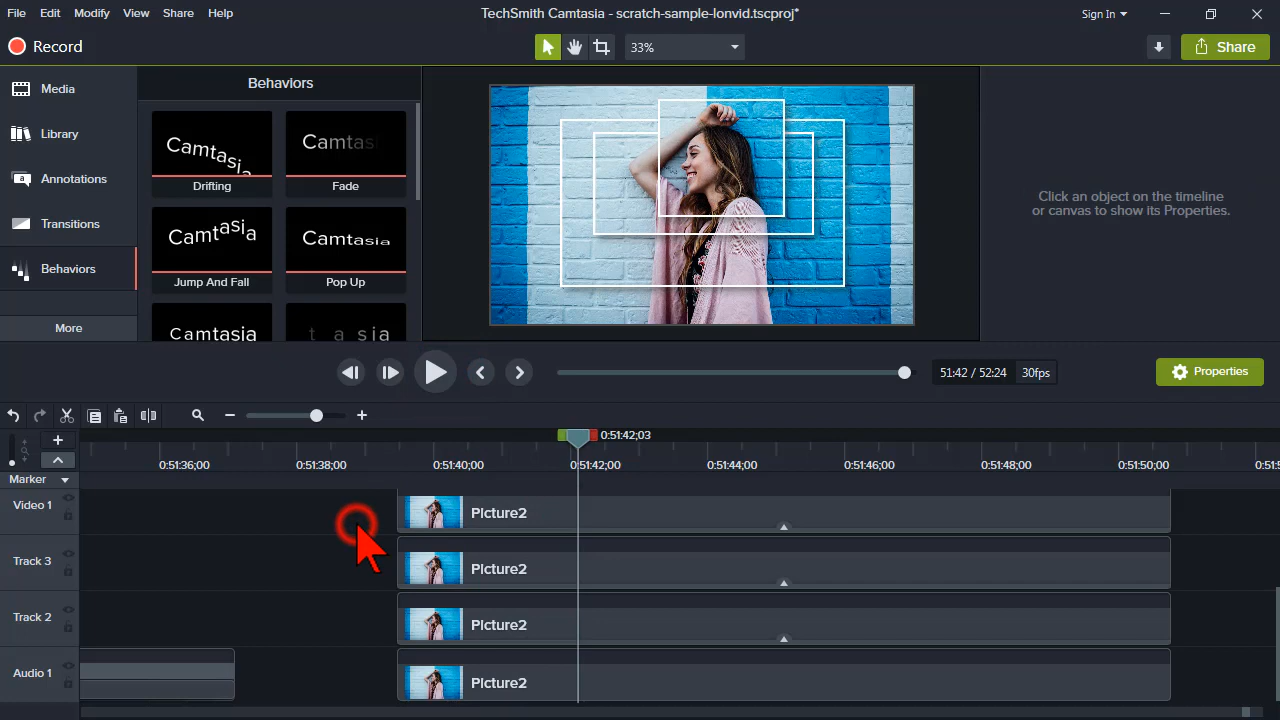 File Edit Modify View Share Help
TechSmith Camtasia - scratch-sample-lonvid.tscproj*
Sign In
Record
33%
Share
Media
Library
Annotations
Transitions
Behaviors
More
Behaviors
Camtasi
Camtas
Drifting
Fade
Camtasia
Camtasia
Jump And Fall
Pop Up
Camtasia
t a sia
Click an object on the timeline
or canvas to show its Properties.
51:42 / 52:24
30fps
Properties
0:51:42;03
0:51:36;00
0:51:38;00
0:51:40;00
0:51:42;00
0:51:44;00
0:51:46;00
0:51:48;00
0:51:50;00
Marker
Video 1
Picture2
Track 3
Picture2
Track 2
Picture2
Audio 1
Picture2